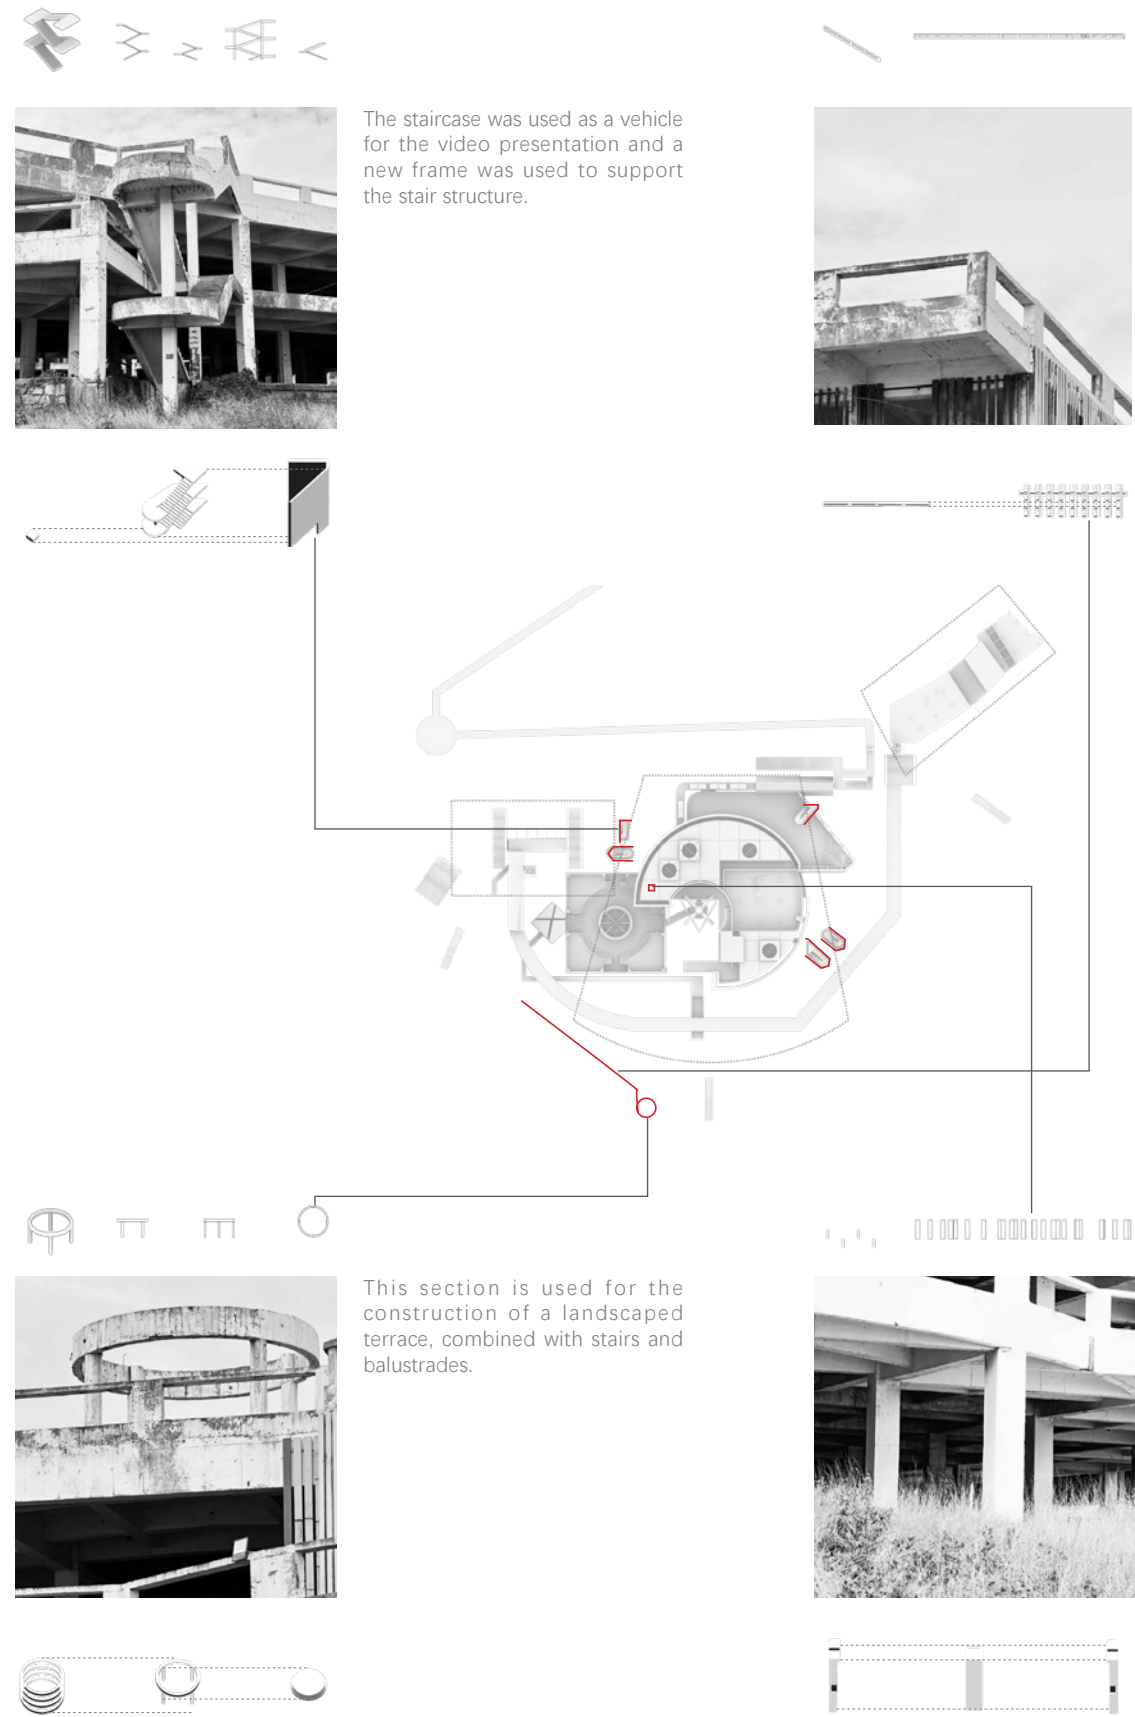 The staircase was used as a vehicle
for the video presentation and a
new frame was used to support
the stair structure.
This section is used for the
construction of a landscaped
terrace, combined with stairs and
balustrades.